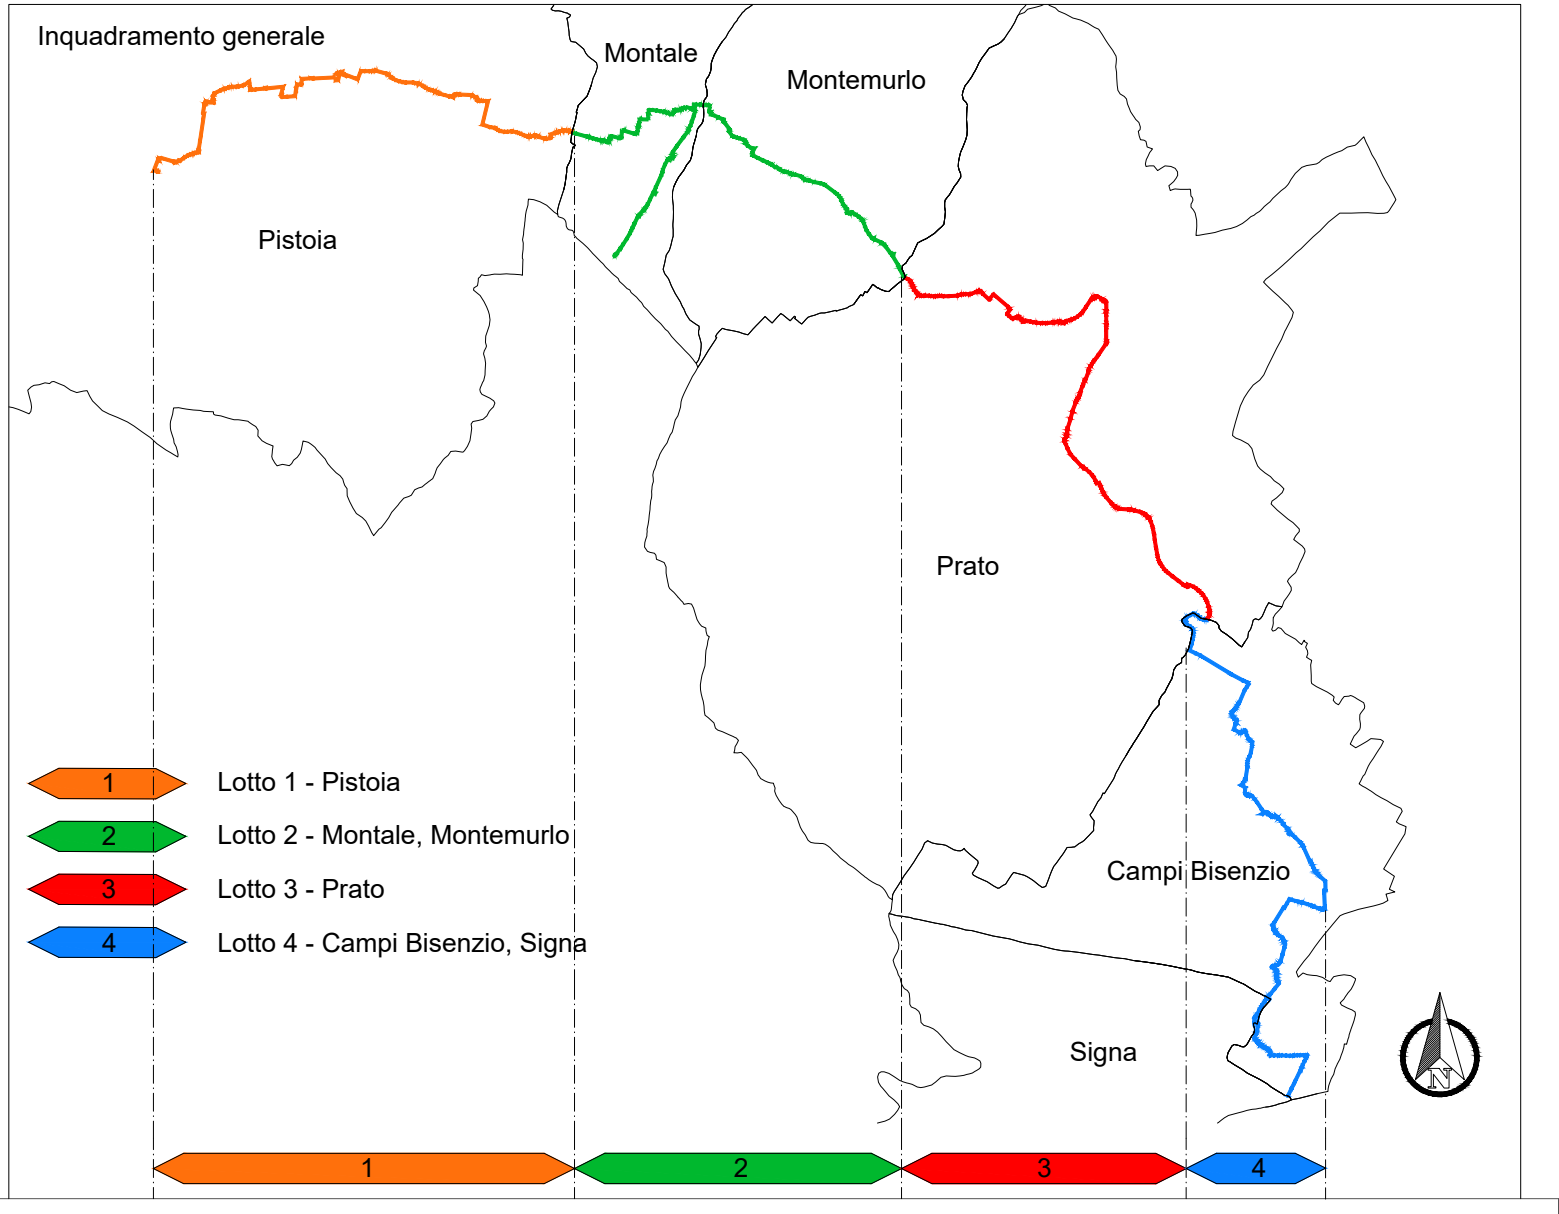 Inquadramento generale
Montale
Montemurlo
Pistoia
Prato
1 Lotto 1 - Pistoia
2 Lotto 2 - Montale, Montemurlo
3 Lotto 3 - Prato
4 Lotto 4 - Campi Bisenzio, Signa
Campi Bisenzio
Signa
N
1 2 3 4